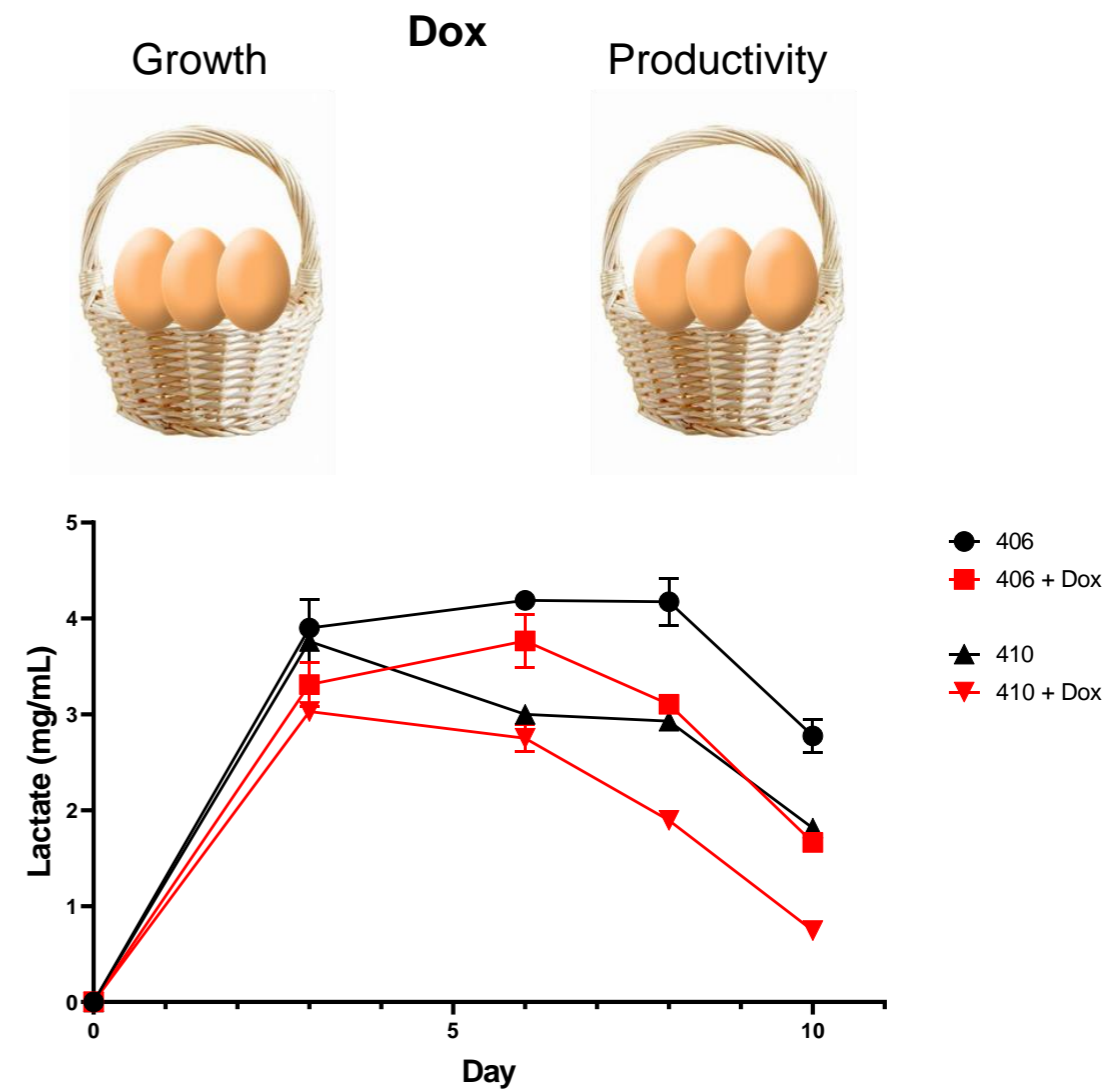 Dox
Growth
Productivity
5
4
3
2
1
0
Lactate (mg/mL)
0
5
10
Day
406
406 + Dox
410
410 + Dox